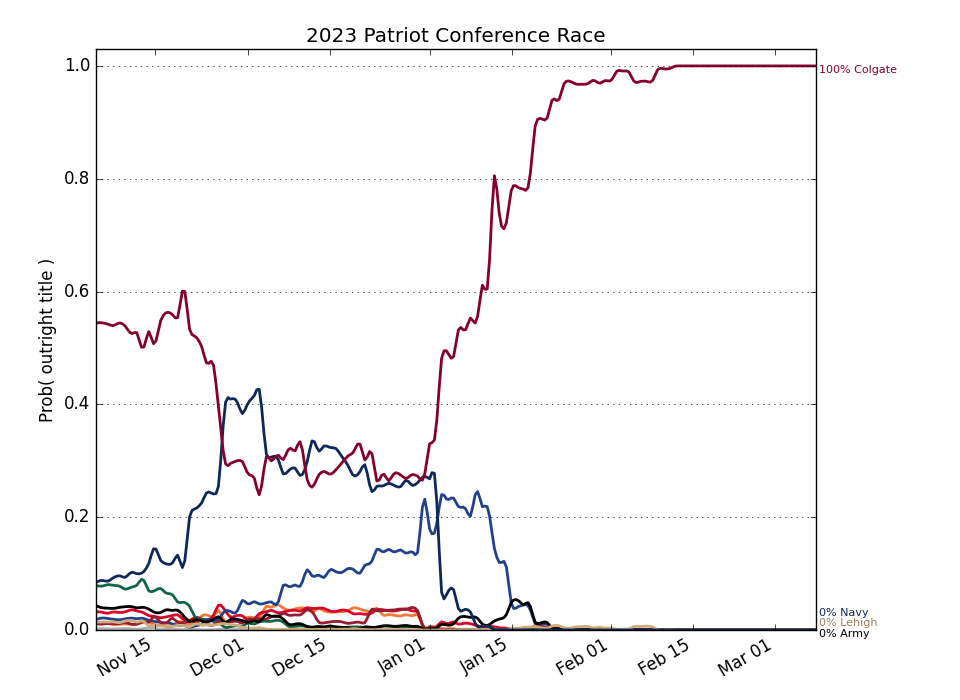 2023 Patriot Conference Race
Prob( outright title )
1.0
0.8
0.6
0.4
0.2
0.0
Nov 15
Dec 01
Dec 15
Jan 01
Jan 15
Feb 01
Feb 15
Mar 01
100% Colgate
0% Navy
0% Lehigh
0% Army